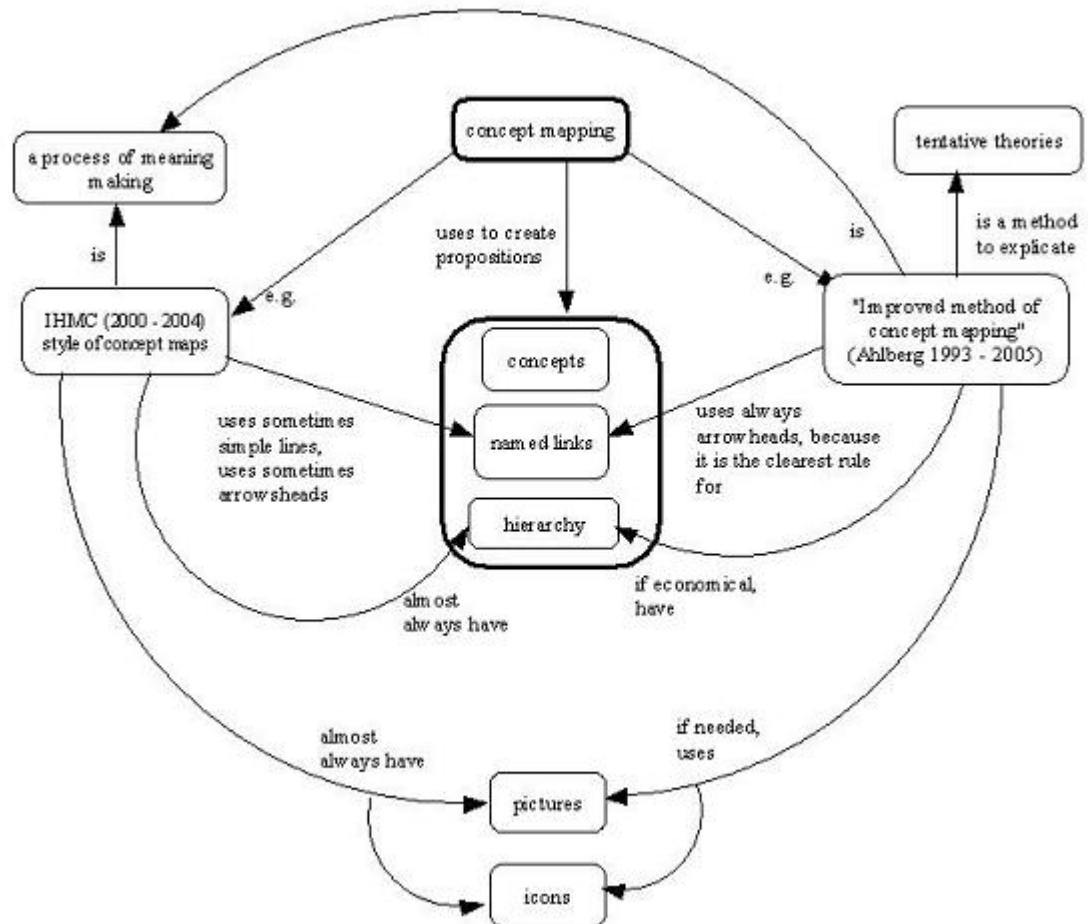 concept mapping
tentative theories
a process of meaning
making
uses to create
propositions
is
is a method
to explicate
is
e.g.
e.g.
IHMC (2000 - 2004)
style of concept maps
"Improved method of
concept mapping"
(Ahlberg 1993 - 2005)
concepts
named links
hierarchy
uses sometimes
simple lines,
uses sometimes
arrowsheads
uses always
arrowheads, because
it is the clearest rule
for
almost
always have
if economical,
have
almost
always have
if needed,
uses
pictures
icons